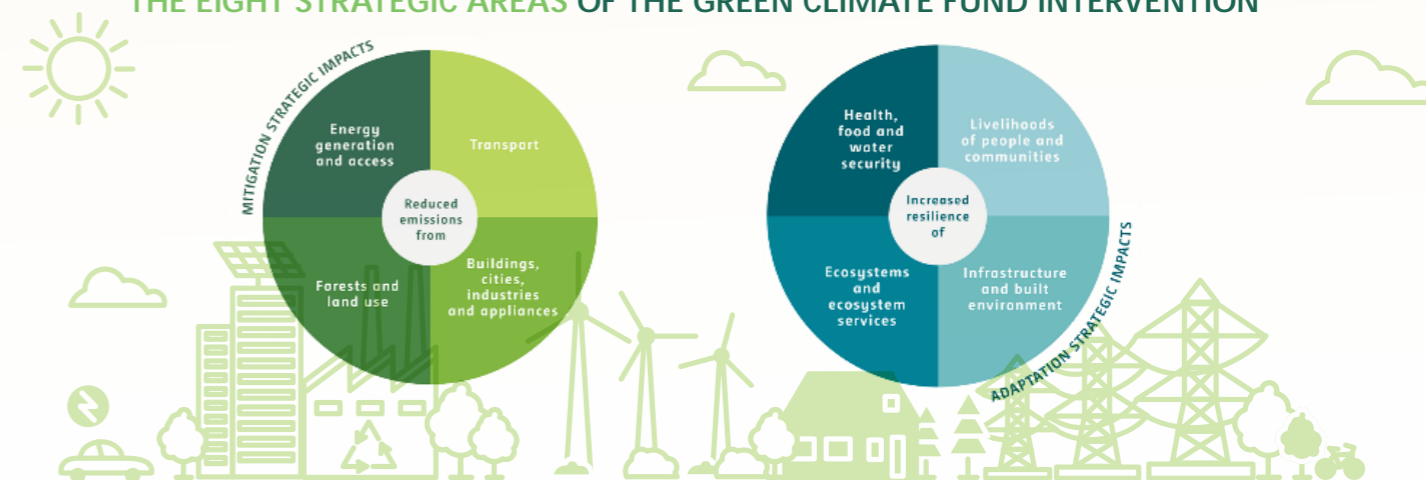 THE EIGHT STRATEGIC AREAS OF THE GREEN CLIMATE FUND INTERVENTION
MITIGATION STRATEGIC IMPACTS
Energy
generation
and access
Transport
Reduced
emissions
from
Forests and
land use
Buildings,
cities,
industries
and appliances
Health,
food and
water
security
Livelihoods
of people and
communities
Increased
resilience
of
Ecosystems
and
ecosystem
services
Infrastructure
and built
environment
ADAPTATION STRATEGIC IMPACTS